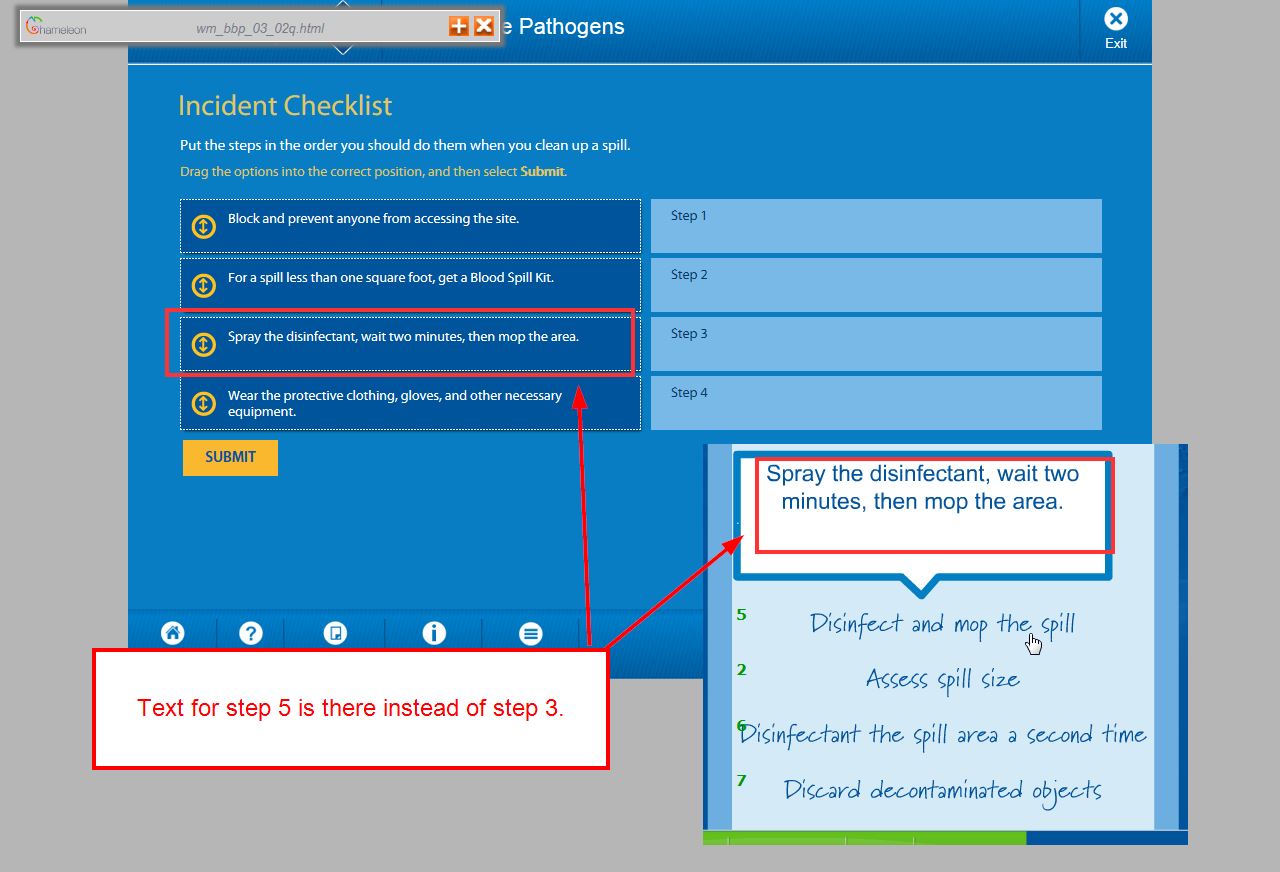 hameleon
wm_bbp_03_02q.html
e Pathogens
Exit
Incident Checklist
Put the steps in the order you should do them when you clean up a spill.
Drag the options into the correct position, and then select Submit.
Block and prevent anyone from accessing the site.
Step 1
For a spill less than one square foot, get a Blood Spill Kit.
Step 2
Spray the disinfectant, wait two minutes, then mop the area.
Step 3
Wear the protective clothing, gloves, and other necessary
equipment.
Step 4
SUBMIT
Spray the disinfectant, wait two
minutes, then mop the area.
5
Disinfect and mop the spill
2
Assess spill size
6
Disinfectant the spill area a second time
7
Discard decontaminated objects
Text for step 5 is there instead of step 3.